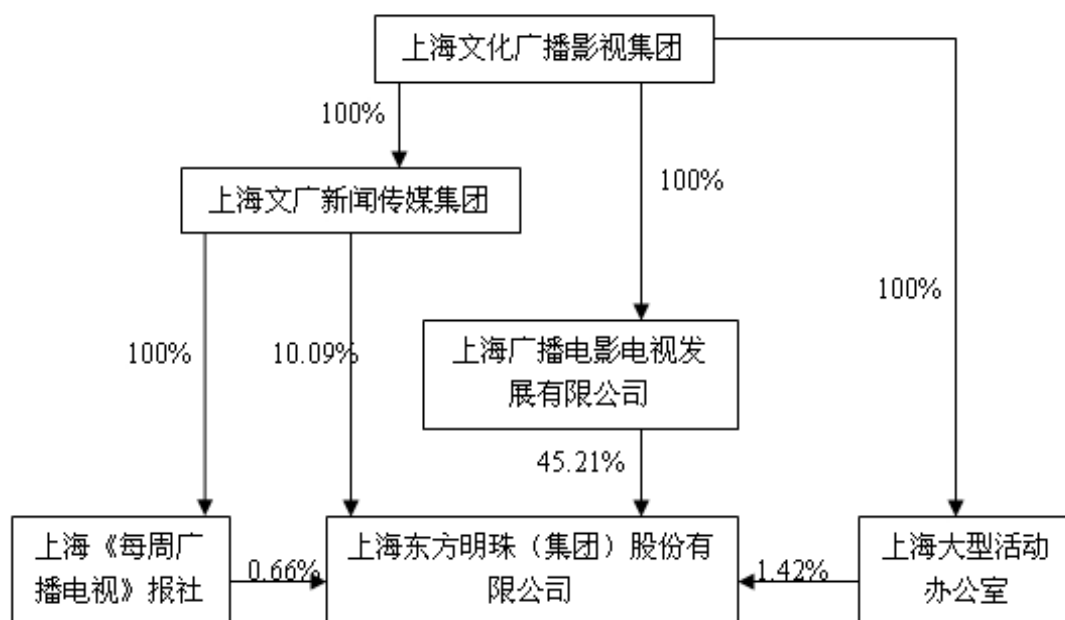 上海文化广播影视集团
100%
上海文广新闻传媒集团
100%
100%
100%
10.09%
上海广播电影电视发
展有限公司
45.21%
上海《每周广
播电视》报社
0.66%
上海东方明珠（集团）股份有
限公司
1.42%
上海大型活动
办公室